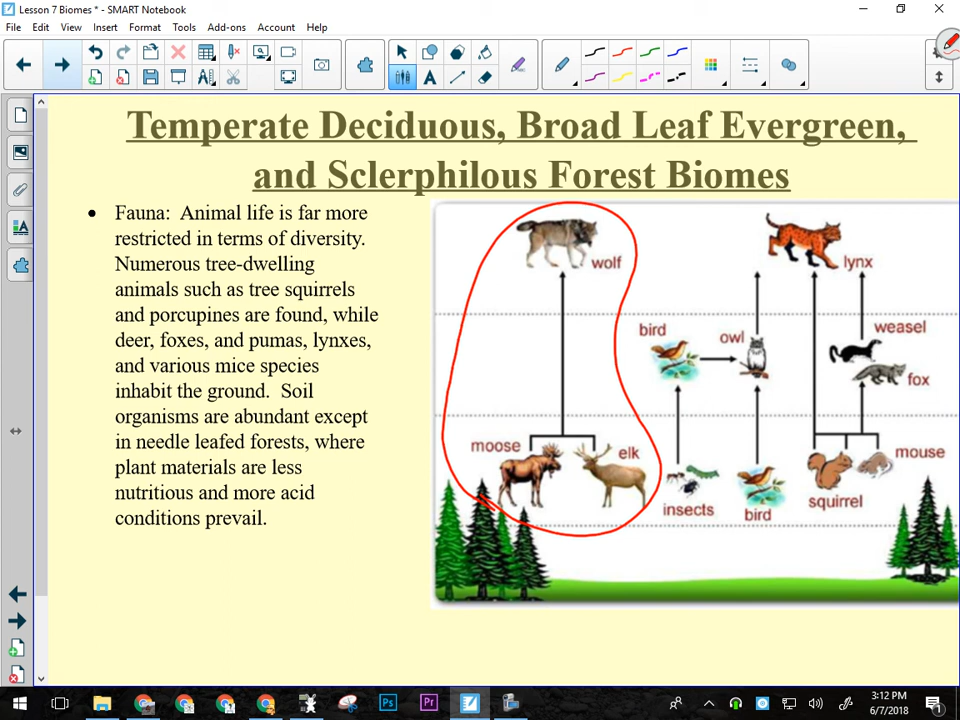 Lesson 7 Biomes * - SMART Notebook
File Edit View Insert Format Tools Add-ons Account Help
Temperate Deciduous, Broad Leaf Evergreen,
and Sclerphilous Forest Biomes
• Fauna: Animal life is far more
restricted in terms of diversity.
Numerous tree-dwelling
animals such as tree squirrels
and porcupines are found, while
deer, foxes, and pumas, lynxes,
and various mice species
inhabit the ground. Soil
organisms are abundant except
in needle leafed forests, where
plant materials are less
nutritious and more acid
conditions prevail.
wolf
lynx
bird
owl
weasel
fox
moose
elk
insects
bird
squirrel
mouse
Ps
Pr
3:12 PM
6/7/2018
1